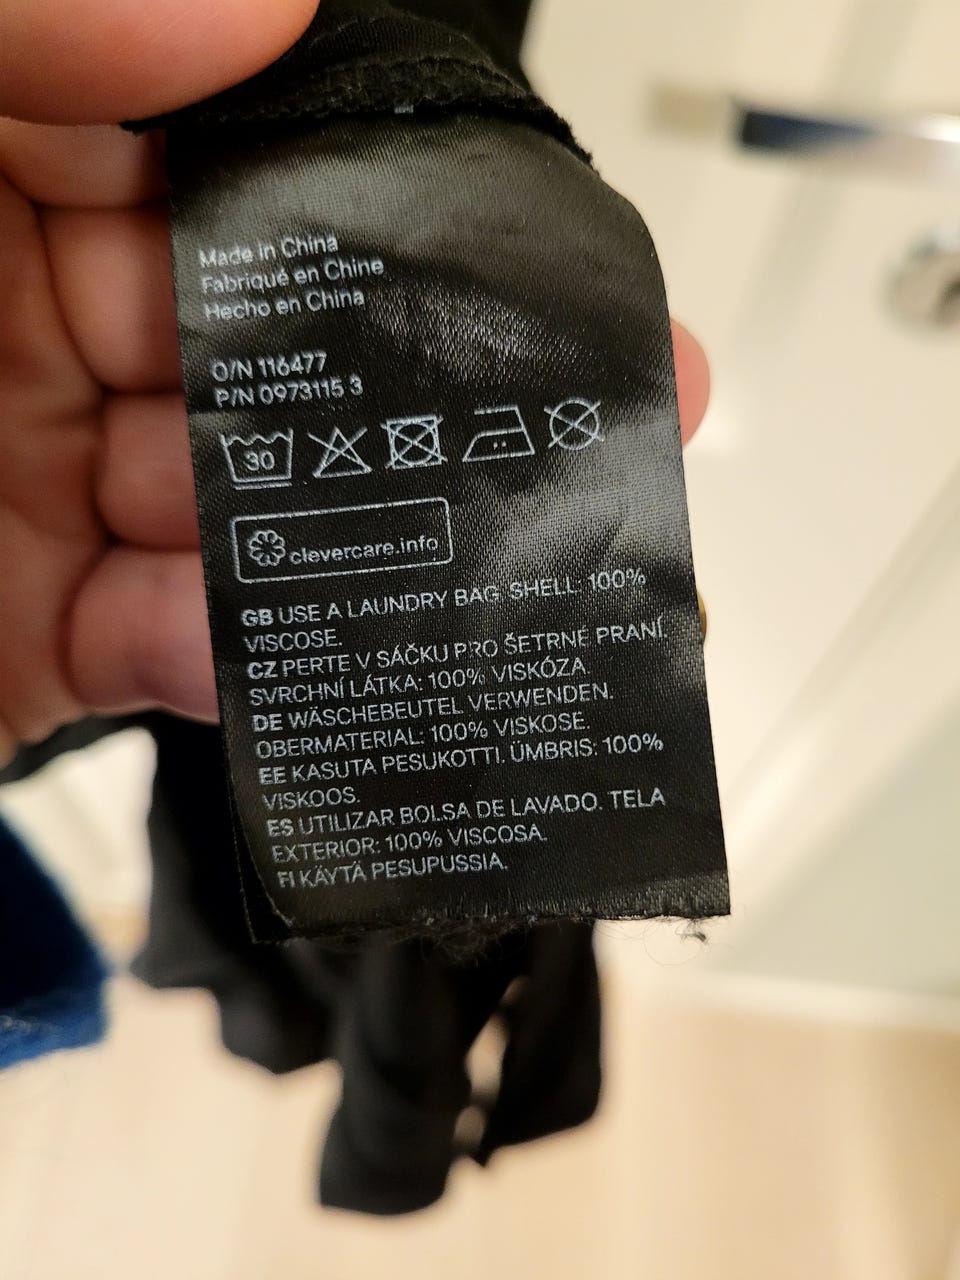 Made in China
Fabriqué en Chine
Hecho en China
O/N 116477
P/N 0973115 3
30
clevercare.info
GB USE A LAUNDRY BAG SHELL: 100%
VISCOSE.
CZ PERTE V SÁČKU PRO ŠETRNÉ PRANÍ.
SVRCHNÍ LÁTKA: 100% VISKÓZA.
DE WÄSCHEBEUTEL VERWENDEN.
OBERMATERIAL: 100% VISKOSE.
EE KASUTA PESUKOTTI. ÜMBRIS: 100%
VISKOOS.
ES UTILIZAR BOLSA DE LAVADO. TELA
EXTERIOR: 100% VISCOSA.
FI KÄYTÄ PESUPUSSIA.